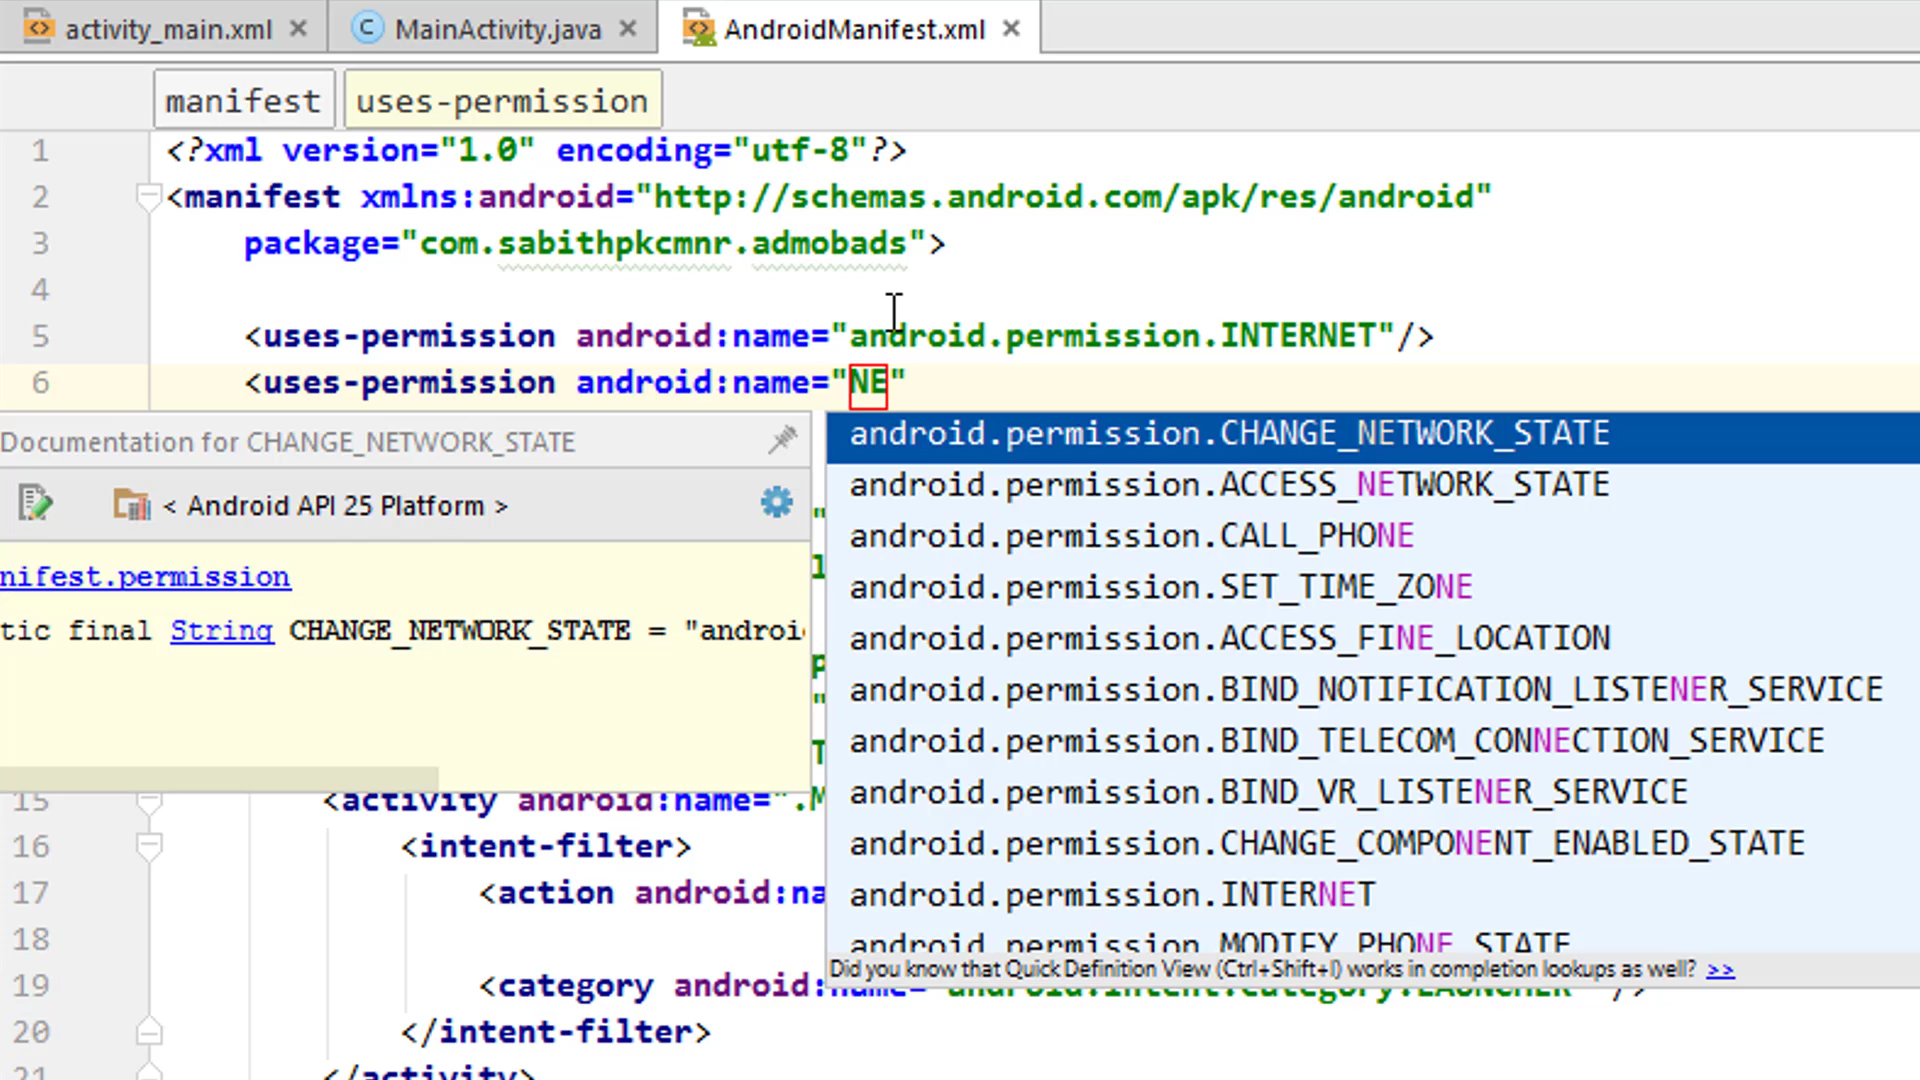 activity_main.xml
MainActivity.java
AndroidManifest.xml
manifest
uses-permission
1 <?xml version="1.0" encoding="utf-8"?>
2 <manifest xmlns:android="http://schemas.android.com/apk/res/android"
3 package="com.sabithpkcmnr.admobads">
4
5 <uses-permission android:name="android.permission.INTERNET"/>
6 <uses-permission android:name="NE"
Documentation for CHANGE_NETWORK_STATE
< Android API 25 Platform >
nifest.permission
tic final String CHANGE_NETWORK_STATE = "androi
android.permission.CHANGE_NETWORK_STATE
android.permission.ACCESS_NETWORK_STATE
android.permission.CALL_PHONE
android.permission.SET_TIME_ZONE
android.permission.ACCESS_FINE_LOCATION
android.permission.BIND_NOTIFICATION_LISTENER_SERVICE
android.permission.BIND_TELECOM_CONNECTION_SERVICE
android.permission.BIND_VR_LISTENER_SERVICE
android.permission.CHANGE_COMPONENT_ENABLED_STATE
android.permission.INTERNET
android.permission.MODIFY_PHONE_STATE
Did you know that Quick Definition View (Ctrl+Shift+I) works in completion lookups as well? >>
15 <activity android:name=".M
16 <intent-filter>
17 <action android:na
18
19 <category android:name="android.intent.category.LAUNCHER" />
20 </intent-filter>
21 </activity>